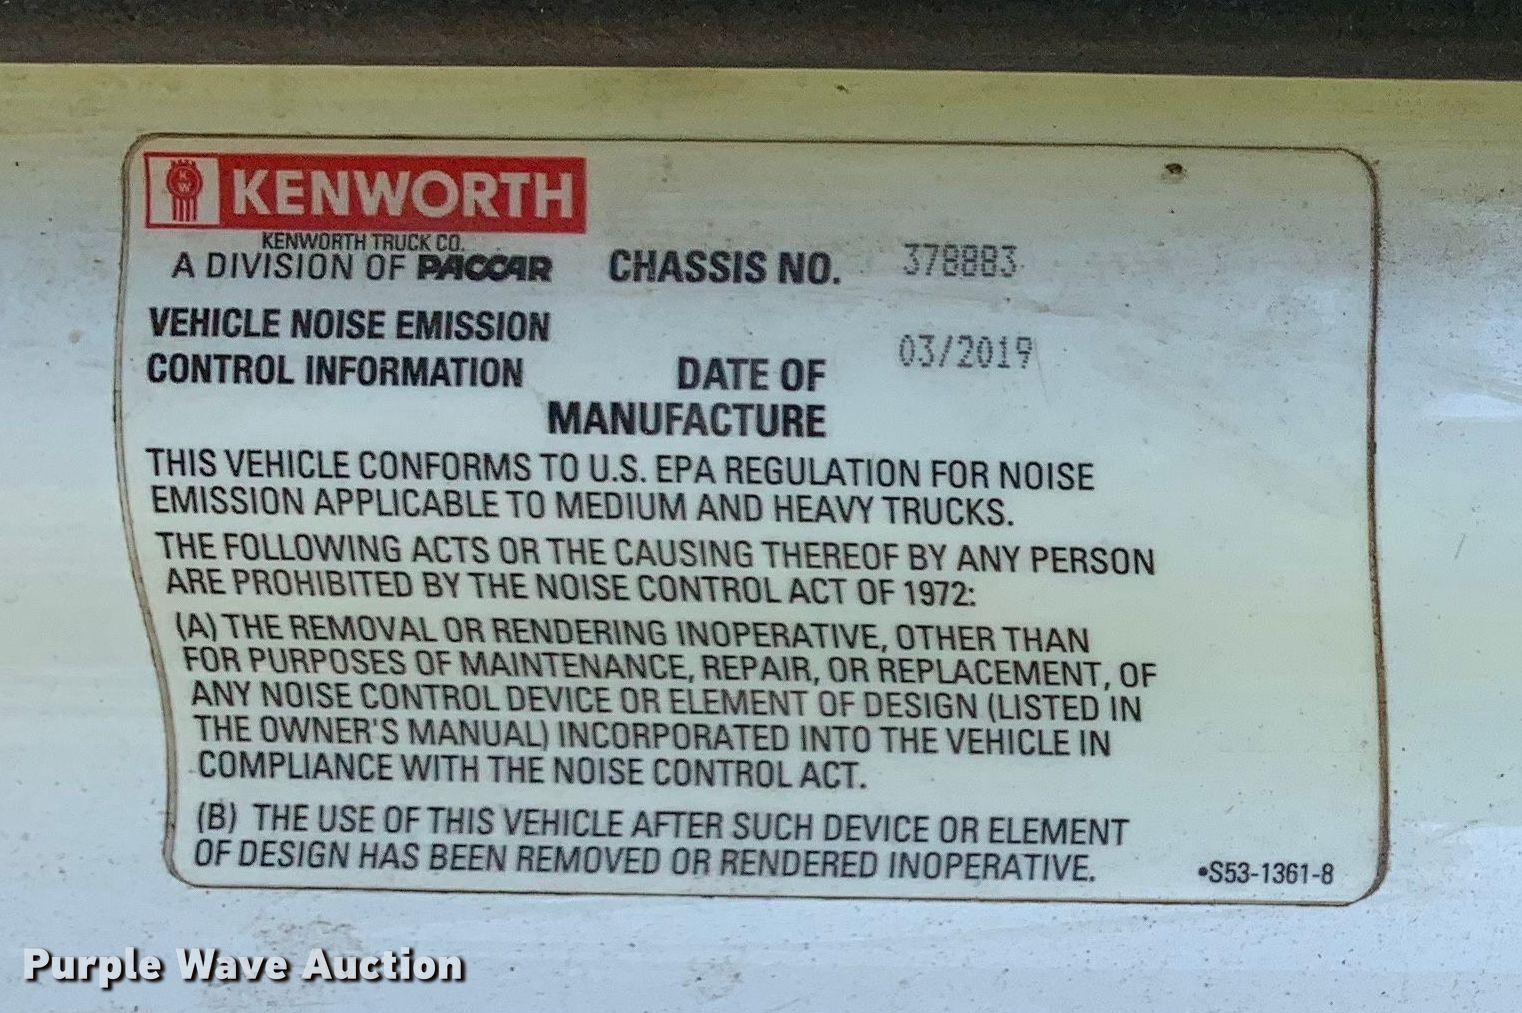 KENWORTH
KW
KENWORTH TRUCK CO.
A DIVISION OF PACCAR
CHASSIS NO. 378883
VEHICLE NOISE EMISSION
CONTROL INFORMATION
DATE OF
MANUFACTURE
03/2019
THIS VEHICLE CONFORMS TO U.S. EPA REGULATION FOR NOISE
EMISSION APPLICABLE TO MEDIUM AND HEAVY TRUCKS.
THE FOLLOWING ACTS OR THE CAUSING THEREOF BY ANY PERSON
ARE PROHIBITED BY THE NOISE CONTROL ACT OF 1972:
(A) THE REMOVAL OR RENDERING INOPERATIVE, OTHER THAN
FOR PURPOSES OF MAINTENANCE, REPAIR, OR REPLACEMENT, OF
ANY NOISE CONTROL DEVICE OR ELEMENT OF DESIGN (LISTED IN
THE OWNER'S MANUAL) INCORPORATED INTO THE VEHICLE IN
COMPLIANCE WITH THE NOISE CONTROL ACT.
(B) THE USE OF THIS VEHICLE AFTER SUCH DEVICE OR ELEMENT
OF DESIGN HAS BEEN REMOVED OR RENDERED INOPERATIVE.
•S53-1361-8
Purple Wave Auction